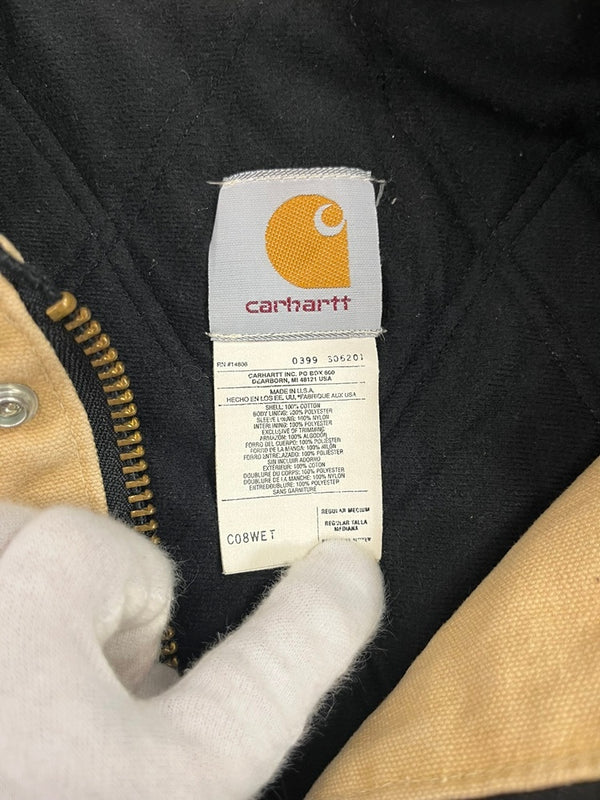 carhartt
RN #14806 0399 306201
CARHARTT INC. PO BOX 600
DEARBORN, MI 48121 USA
MADE IN U.S.A.
HECHO EN LOS EE. UU. *FABRIQUE AUX USA
SHELL: 100% COTTON
BODY LINING: 100% POLYESTER
SLEEVE LINING: 100% NYLON
INTERLINING: 100% POLYESTER
EXCLUSIVE OF TRIMMING
ARMAZON: 100% ALGODON
FORRO DEL CUERPO: 100% POLIESTER
FORRO DE LA MANGA: 100% NILON
FORRO ENTRELAZADO: 100% POLIESTER
SIN INCLUIR ADORNO
EXTERIEUR: 100% COTON
DOUBLURE DU CORPS: 100% POLYESTER
DOUBLURE DE LA MANCHE: 100% NYLON
ENTREDOUBLURE: 100% POLYESTER
SANS GARNITURE
REGULAR MEDIUM
REGULAR TALLA
MEDIANA
C08WET